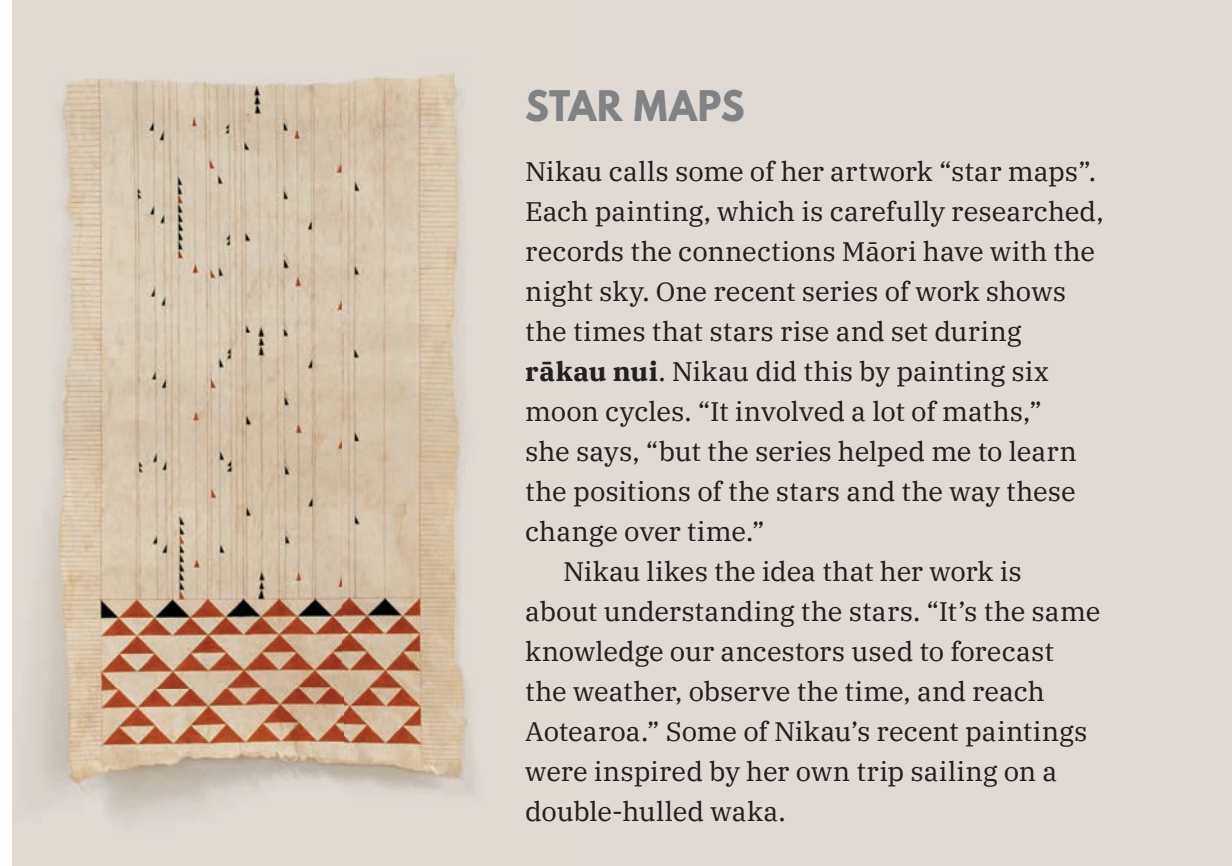 STAR MAPS
Nikau calls some of her artwork “star maps”.
Each painting, which is carefully researched,
records the connections Māori have with the
night sky. One recent series of work shows
the times that stars rise and set during
rākau nui. Nikau did this by painting six
moon cycles. “It involved a lot of maths,”
she says, “but the series helped me to learn
the positions of the stars and the way these
change over time.”
Nikau likes the idea that her work is
about understanding the stars. “It’s the same
knowledge our ancestors used to forecast
the weather, observe the time, and reach
Aotearoa.” Some of Nikau’s recent paintings
were inspired by her own trip sailing on a
double-hulled waka.